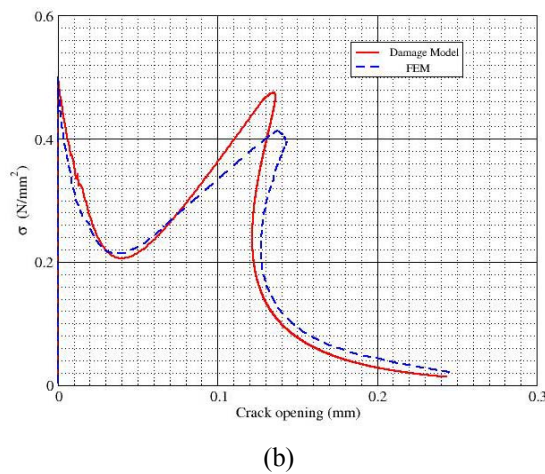 0.6
Damage Model
FEM
0.4
σ (N/mm²)
0.2
0
0 0.1 0.2 0.3
Crack opening (mm)
(b)